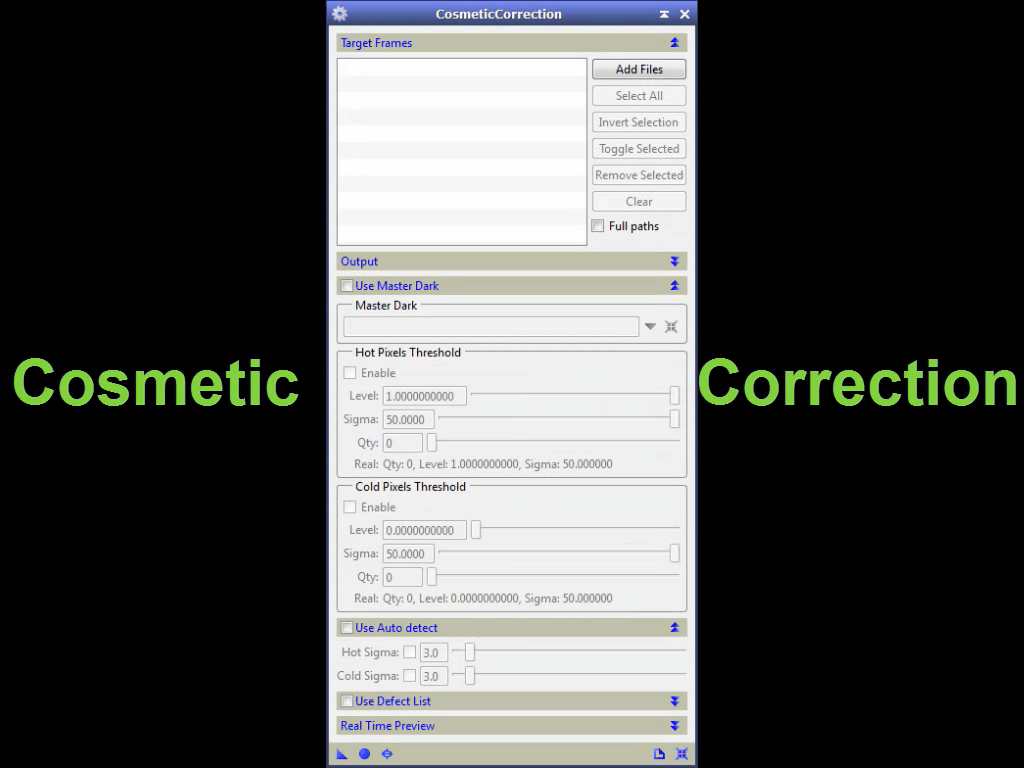 CosmeticCorrection
Target Frames
Add Files
Select All
Invert Selection
Toggle Selected
Remove Selected
Clear
Full paths
Output
Use Master Dark
Master Dark
Hot Pixels Threshold
Enable
Level: 1.0000000000
Sigma: 50.0000
Qty: 0
Real: Qty: 0, Level: 1.0000000000, Sigma: 50.000000
Cosmetic Correction
Cold Pixels Threshold
Enable
Level: 0.0000000000
Sigma: 50.0000
Qty: 0
Real: Qty: 0, Level: 0.0000000000, Sigma: 50.000000
Use Auto detect
Hot Sigma: 3.0
Cold Sigma: 3.0
Use Defect List
Real Time Preview